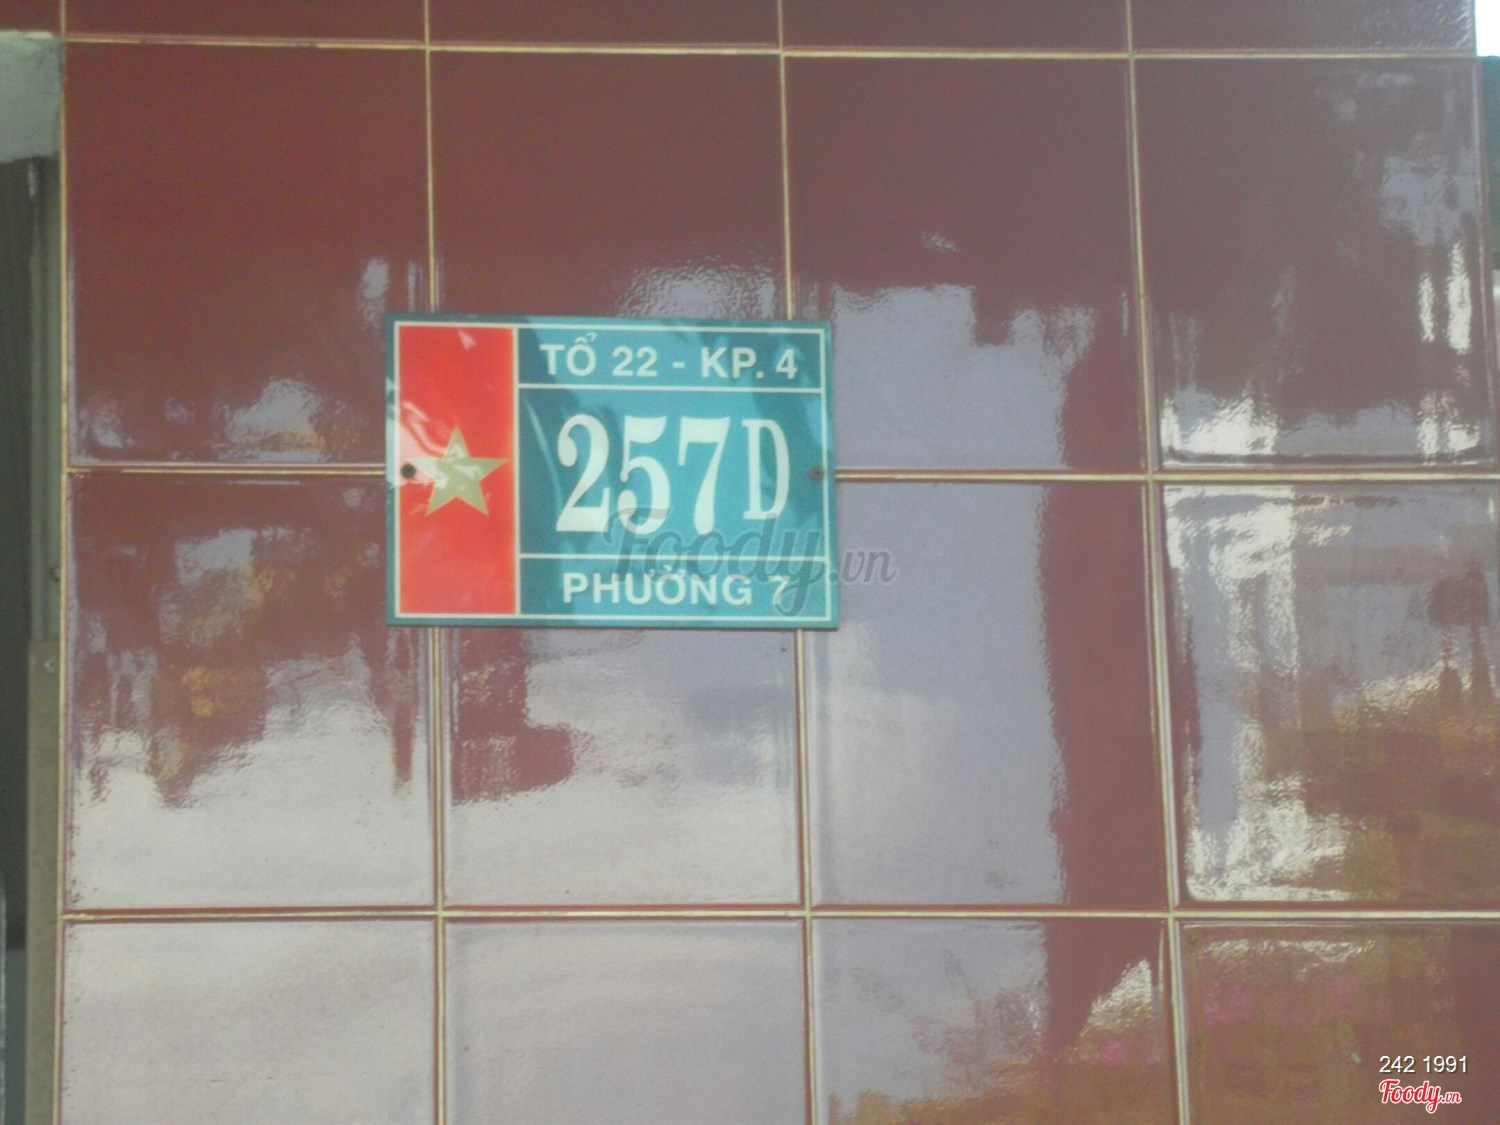 TỔ 22 - KP. 4
257D
PHƯỜNG 7
Foody.vn
242 1991
Foody.vn